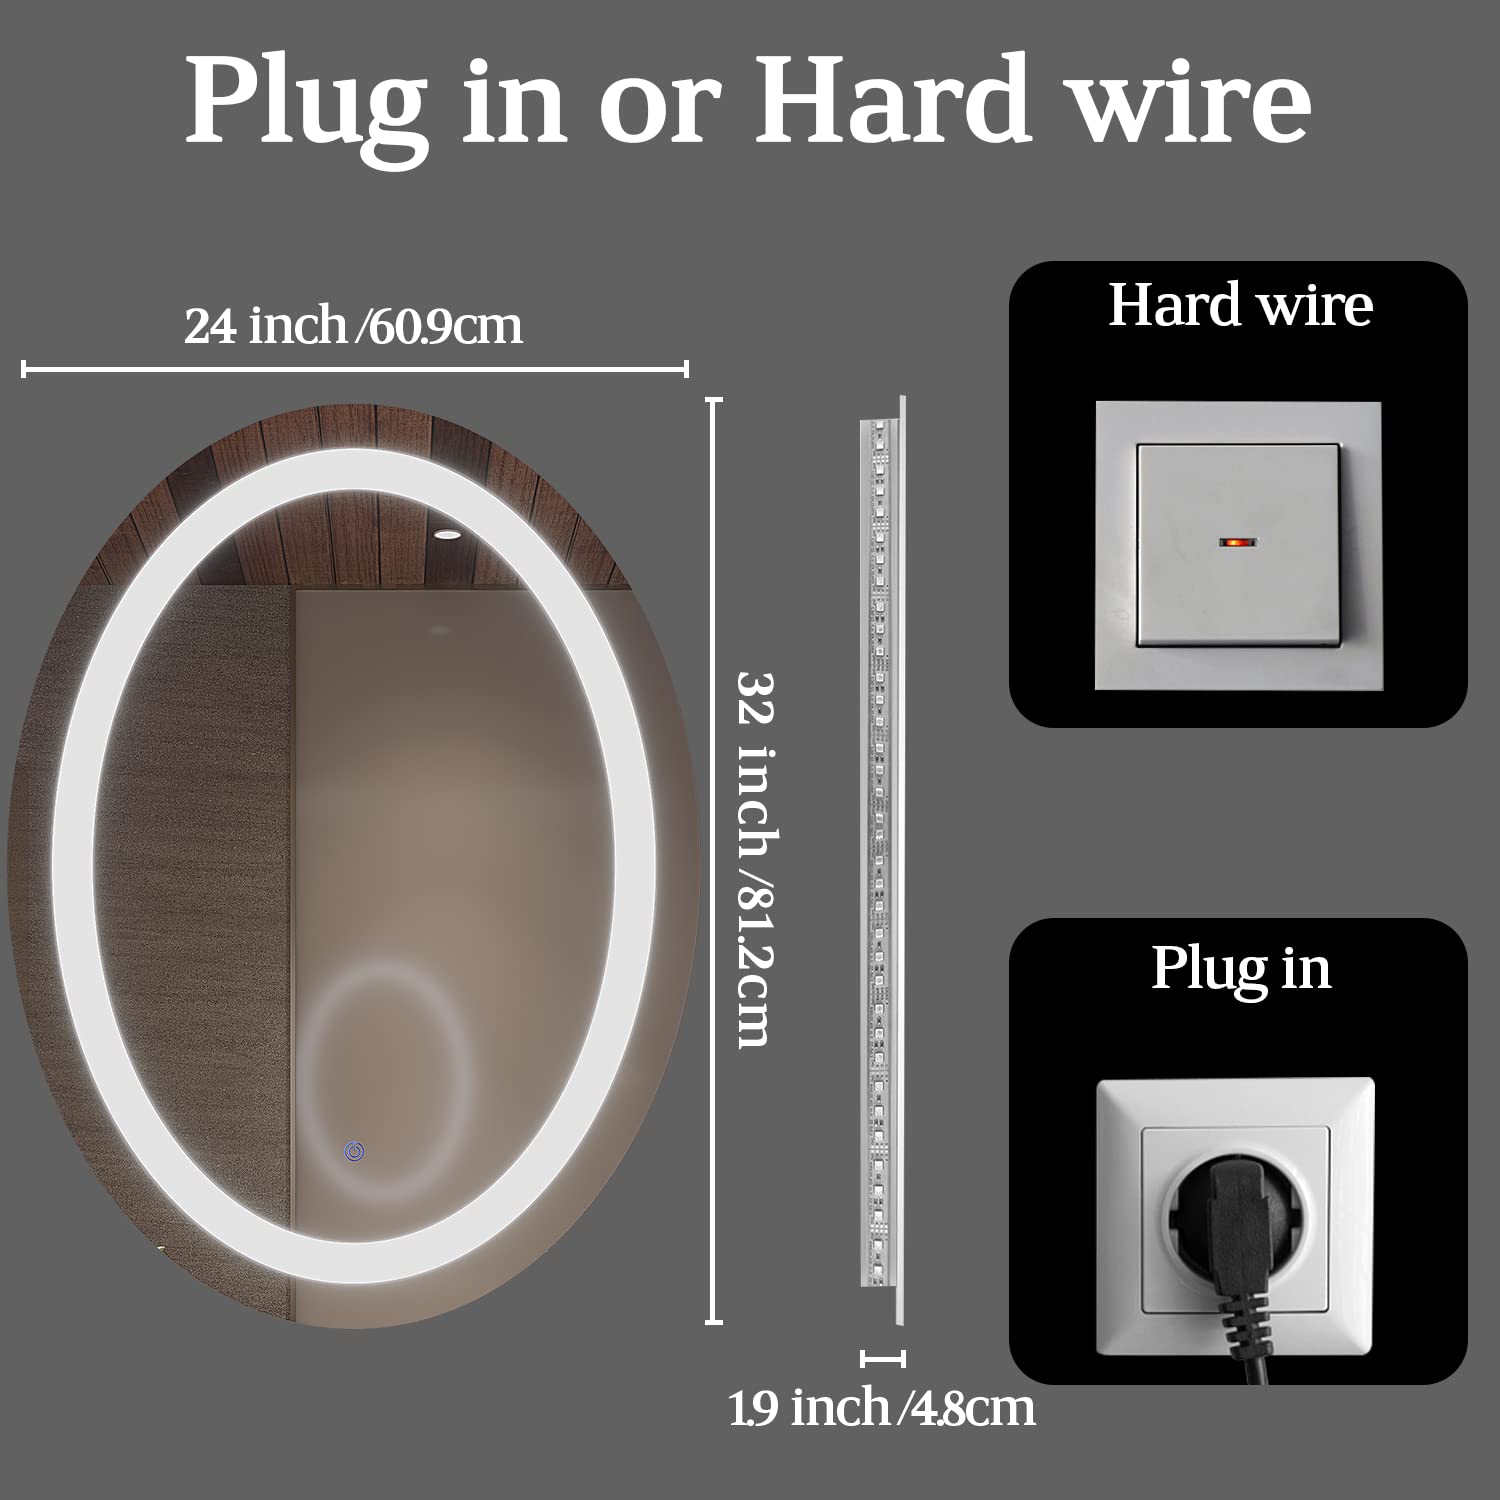 Plug in or Hard wire
24 inch /60.9cm
32 inch /81.2cm
1.9 inch /4.8cm
Hard wire
Plug in